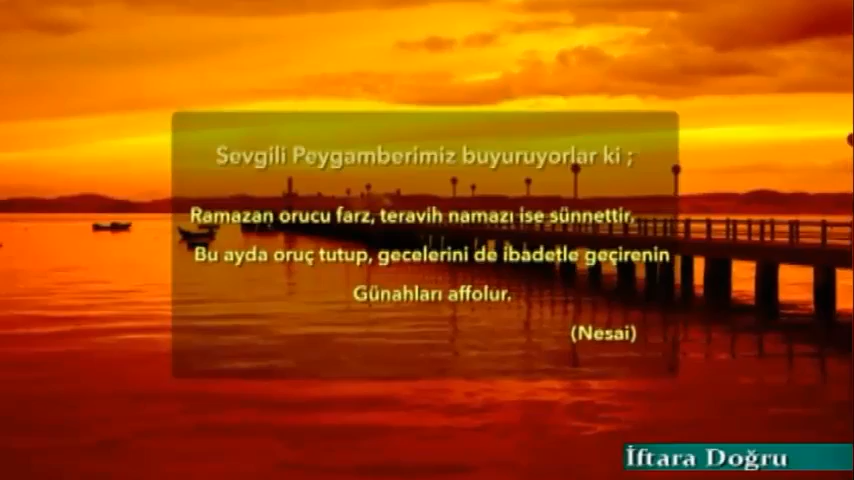 Sevgili Peygamberimiz buyuruyorlar ki ;
Ramazan orucu farz, teravih namazı ise sünnettir,
Bu ayda oruç tutup, gecelerini de ibadetle geçirenin
Günahları affolur.
(Nesai)
İftara Doğru